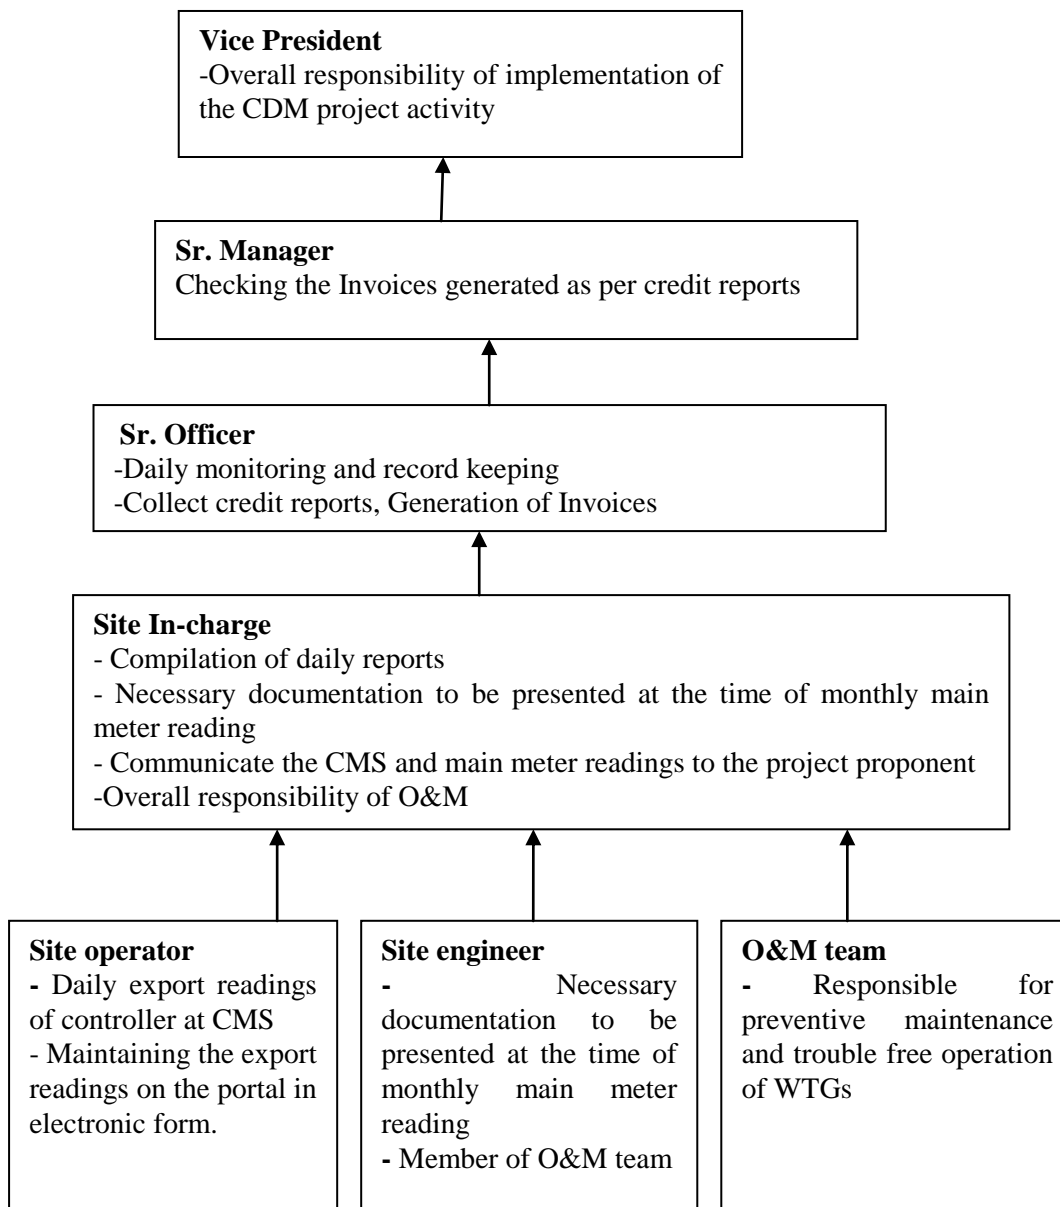 Vice President
-Overall responsibility of implementation of
the CDM project activity
Sr. Manager
Checking the Invoices generated as per credit reports
Sr. Officer
-Daily monitoring and record keeping
-Collect credit reports, Generation of Invoices
Site In-charge
- Compilation of daily reports
- Necessary documentation to be presented at the time of monthly main
meter reading
- Communicate the CMS and main meter readings to the project proponent
-Overall responsibility of O&M
Site operator
- Daily export readings
of controller at CMS
- Maintaining the export
readings on the portal in
electronic form.
Site engineer
- Necessary
documentation to be
presented at the time of
monthly main meter
reading
- Member of O&M team
O&M team
- Responsible for
preventive maintenance
and trouble free operation
of WTGs